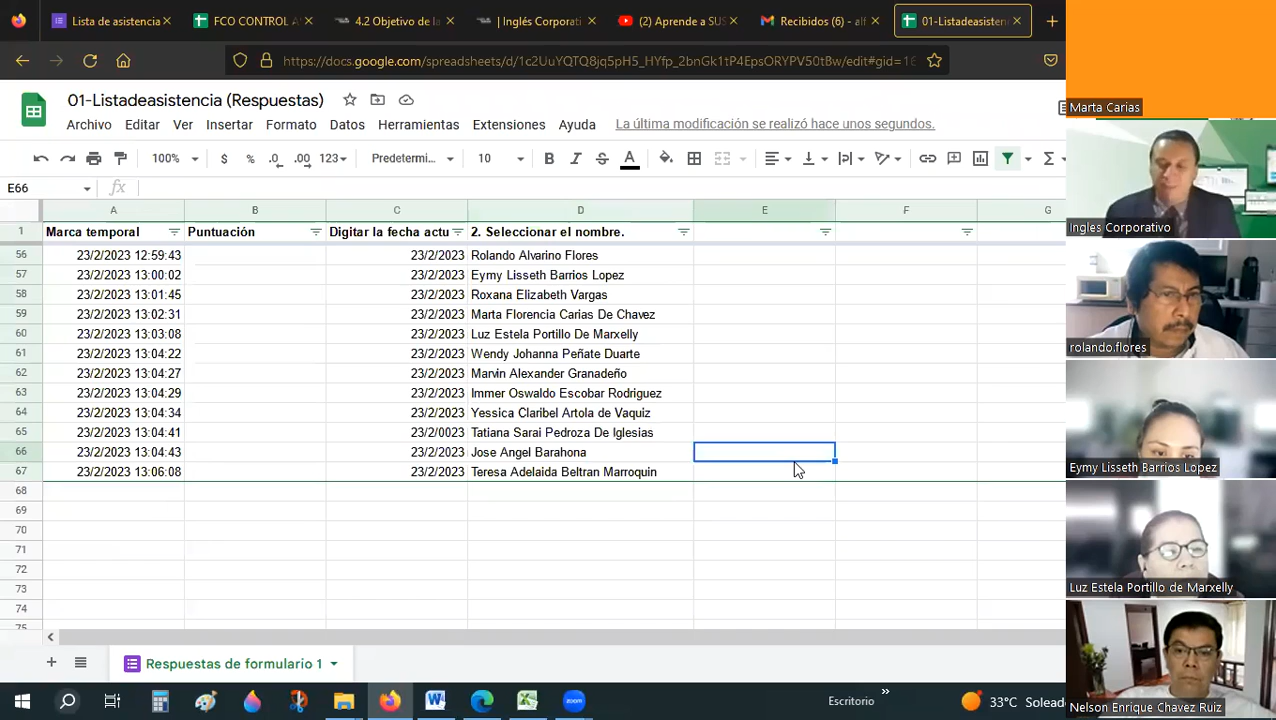 Lista de asistencia
FCO CONTROL A
4.2 Objetivo de la
| Inglés Corporati
(2) Aprende a SUS
Recibidos (6) - alf
01-Listadeasisten
https://docs.google.com/spreadsheets/d/1c2UuYQTQ8jq5pH5_HYfp_2bnGk1tP4EpsORYPV50tBw/edit#gid=1
01-Listadeasistencia (Respuestas)
Archivo Editar Ver Insertar Formato Datos Herramientas Extensiones Ayuda La última modificación se realizó hace unos segundos.
100% $ % .0 .00 123 Predetermi... 10 B I S A
E66 fx
A B C D E F G
1 Marca temporal Puntuación Digitar la fecha actu 2. Seleccionar el nombre.
56 23/2/2023 12:59:43 23/2/2023 Rolando Alvarino Flores
57 23/2/2023 13:00:02 23/2/2023 Eymy Lisseth Barrios Lopez
58 23/2/2023 13:01:45 23/2/2023 Roxana Elizabeth Vargas
59 23/2/2023 13:02:31 23/2/2023 Marta Florencia Carias De Chavez
60 23/2/2023 13:03:08 23/2/2023 Luz Estela Portillo De Marxelly
61 23/2/2023 13:04:22 23/2/2023 Wendy Johanna Peñate Duarte
62 23/2/2023 13:04:27 23/2/2023 Marvin Alexander Granadeño
63 23/2/2023 13:04:29 23/2/2023 Immer Oswaldo Escobar Rodriguez
64 23/2/2023 13:04:34 23/2/2023 Yessica Claribel Artola de Vaquiz
65 23/2/2023 13:04:41 23/2/0023 Tatiana Sarai Pedroza De Iglesias
66 23/2/2023 13:04:43 23/2/2023 Jose Angel Barahona
67 23/2/2023 13:06:08 23/2/2023 Teresa Adelaida Beltran Marroquin
68
69
70
71
72
73
74
75
Respuestas de formulario 1
Escritorio
33°C Solead
Marta Carias
Ingles Corporativo
rolando.flores
Eymy Lisseth Barrios Lopez
Luz Estela Portillo de Marxelly
Nelson Enrique Chavez Ruiz